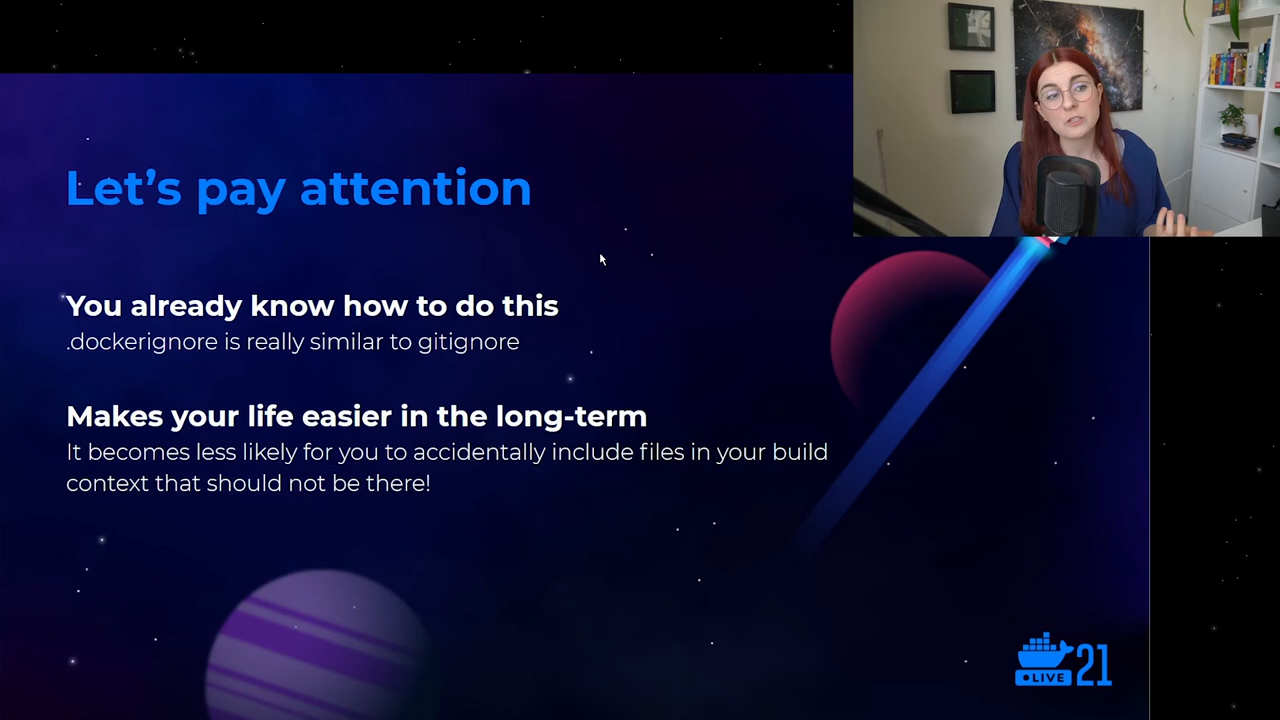 Let’s pay attention
You already know how to do this
.dockerignore is really similar to gitignore
Makes your life easier in the long-term
It becomes less likely for you to accidentally include files in your build
context that should not be there!
LIVE 21